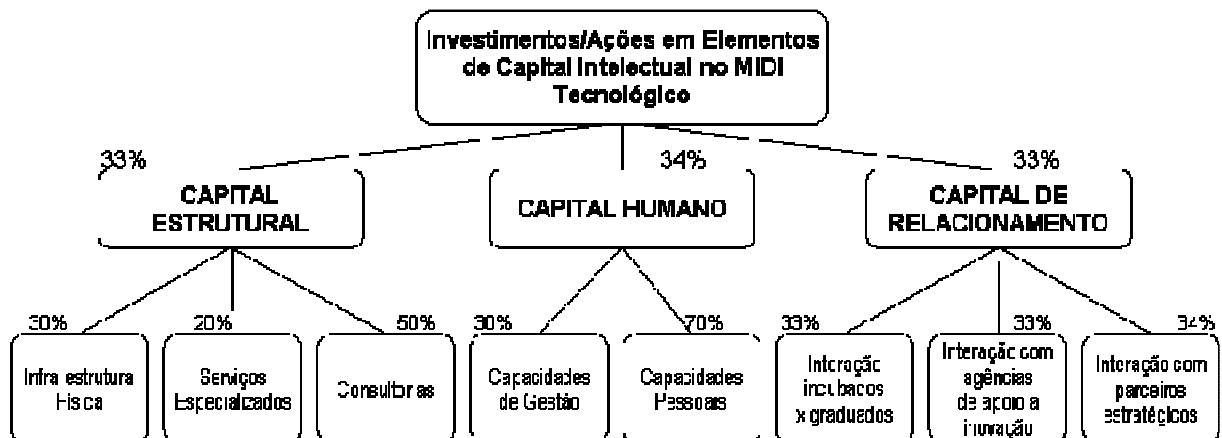 Investimentos/Ações em Elementos
de Capital Intelectual no MIDI
Tecnológico
33%
34%
33%
CAPITAL
ESTRUTURAL
CAPITAL HUMANO
CAPITAL DE
RELACIONAMENTO
30%
20%
50%
30%
70%
33%
33%
34%
Infra estrutura
Física
Serviços
Especializados
Consultorias
Capacidades
de Gestão
Capacidades
Pessoais
Interação
incubados
x graduados
Interação com
agências
de apoio a
inovação
Interação com
parceiros
estratégicos